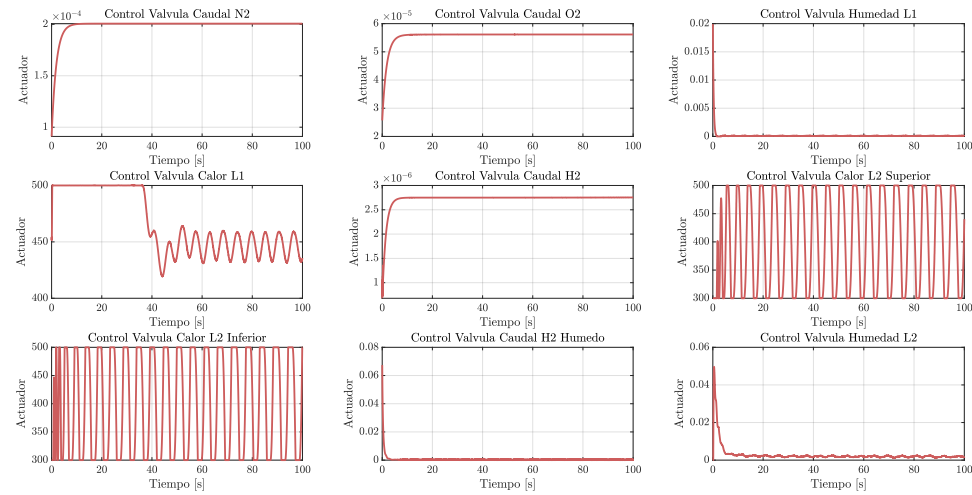 Control Valvula Caudal N2
×10⁻⁴
2
1.5
1
Actuador
0 20 40 60 80 100
Tiempo [s]
Control Valvula Caudal O2
×10⁻⁵
6
5
4
3
2
Actuador
0 20 40 60 80 100
Tiempo [s]
Control Valvula Humedad L1
0.02
0.015
0.01
0.005
0
Actuador
0 20 40 60 80 100
Tiempo [s]
Control Valvula Calor L1
500
450
400
Actuador
0 20 40 60 80 100
Tiempo [s]
Control Valvula Caudal H2
×10⁻⁶
3
2.5
2
1.5
1
Actuador
0 20 40 60 80 100
Tiempo [s]
Control Valvula Calor L2 Superior
500
450
400
350
300
Actuador
0 20 40 60 80 100
Tiempo [s]
Control Valvula Calor L2 Inferior
500
450
400
350
300
Actuador
0 20 40 60 80 100
Tiempo [s]
Control Valvula Caudal H2 Humedo
0.08
0.06
0.04
0.02
0
Actuador
0 20 40 60 80 100
Tiempo [s]
Control Valvula Humedad L2
0.06
0.04
0.02
0
Actuador
0 20 40 60 80 100
Tiempo [s]